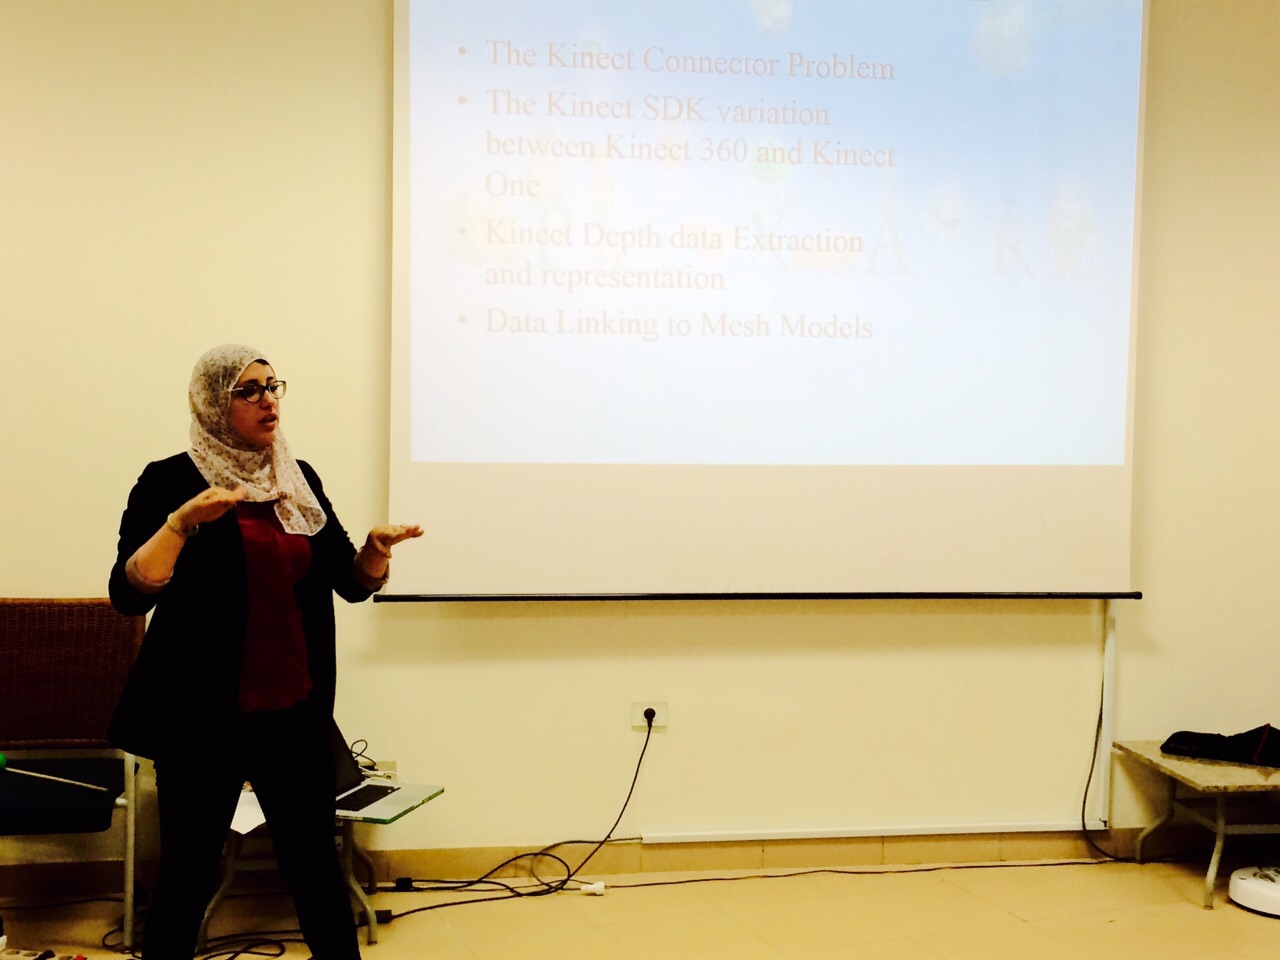 • The Kinect Connector Problem
• The Kinect SDK variation
between Kinect 360 and Kinect
One
• Kinect Depth data Extraction
and representation
• Data Linking to Mesh Models